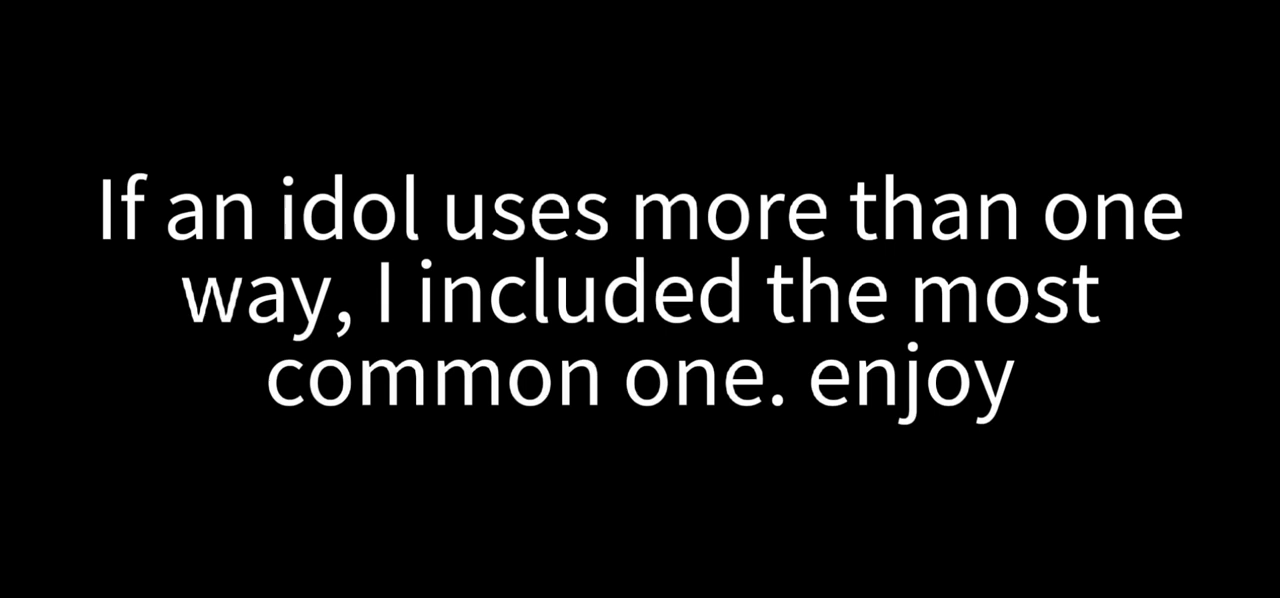 If an idol uses more than one
way, I included the most
common one. enjoy